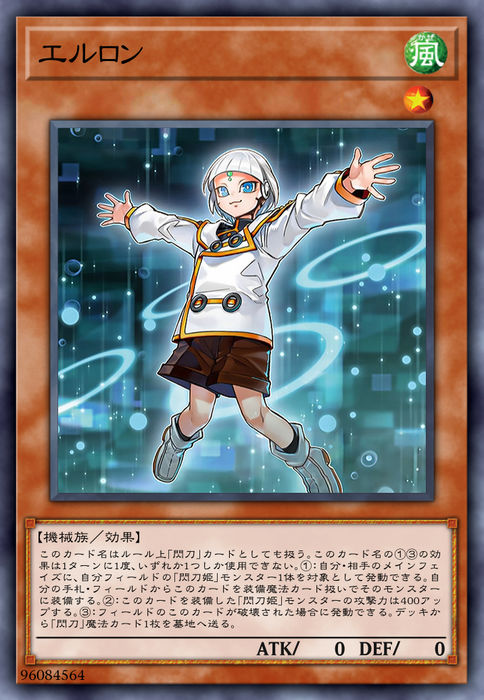 エルロン
風
【機械族／効果】
このカード名はルール上「閃刀」カードとしても扱う。このカード名の①③の効
果は1ターンに1度、いずれか1つしか使用できない。①：自分・相手のメインフェ
イズに、自分フィールドの「閃刀姫」モンスター1体を対象として発動できる。自
分の手札・フィールドからこのカードを装備魔法カード扱いでそのモンスター
に装備する。②：このカードを装備した「閃刀姫」モンスターの攻撃力は400アッ
プする。③：フィールドのこのカードが破壊された場合に発動できる。デッキから
「閃刀」魔法カード1枚を墓地へ送る。
ATK/ 0 DEF/ 0
96084564